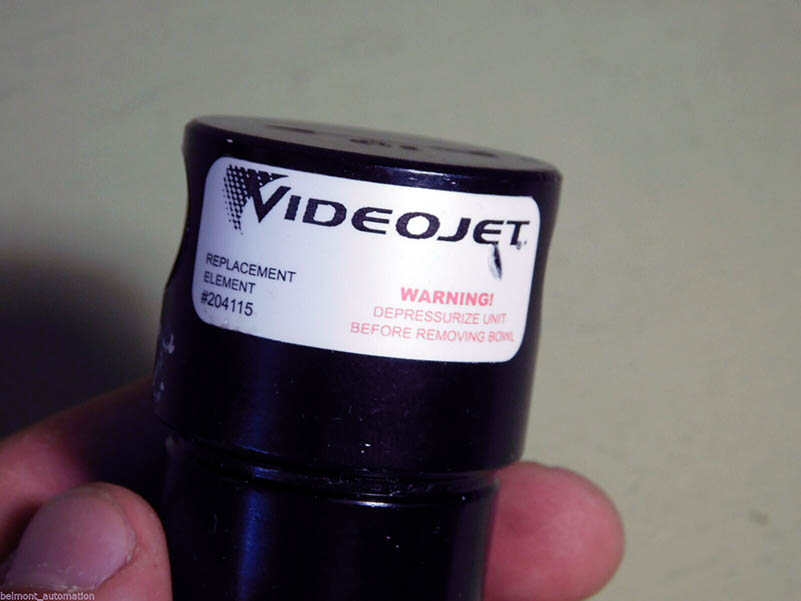 VIDEOJET
REPLACEMENT
ELEMENT
#204115
WARNING!
DEPRESSURIZE UNIT
BEFORE REMOVING BOWL
belmont_automation